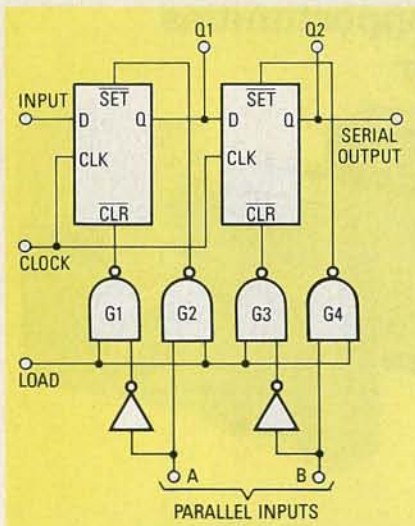 Q1 Q2
INPUT
SET SET
D Q D Q
SERIAL
OUTPUT
CLK CLK
CLR CLR
CLOCK
G1 G2 G3 G4
LOAD
A B
PARALLEL INPUTS